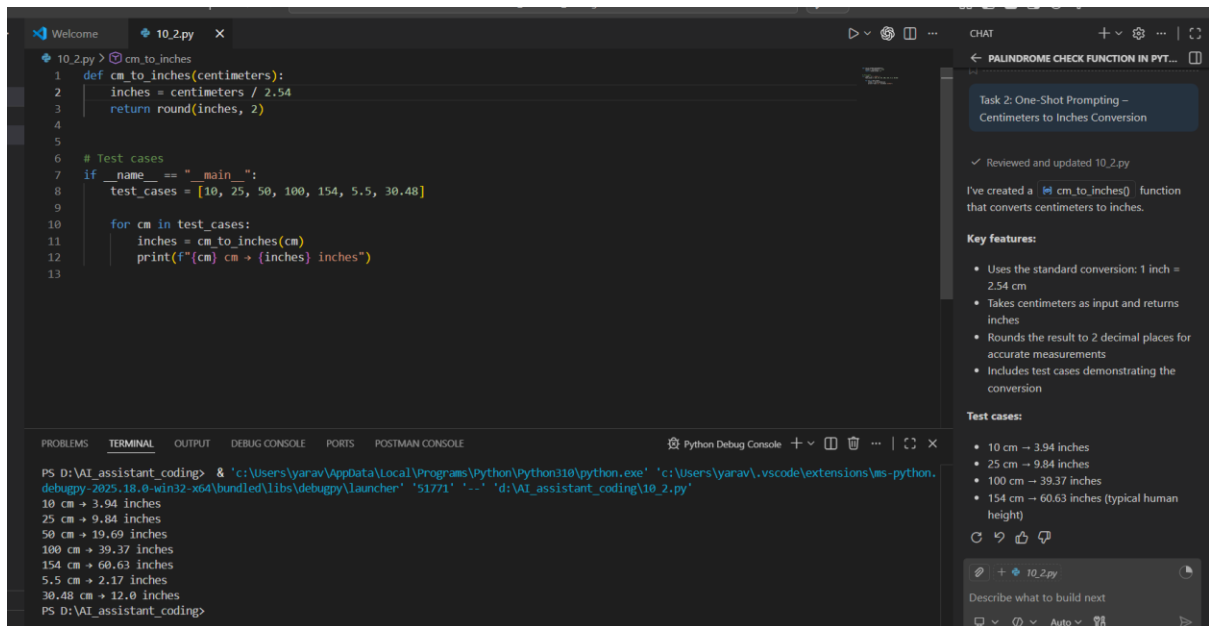 Welcome
10_2.py
10_2.py > cm_to_inches
1 def cm_to_inches(centimeters):
2 inches = centimeters / 2.54
3 return round(inches, 2)
4
5
6 # Test cases
7 if __name__ == "__main__":
8 test_cases = [10, 25, 50, 100, 154, 5.5, 30.48]
9
10 for cm in test_cases:
11 inches = cm_to_inches(cm)
12 print(f"{cm} cm → {inches} inches")
13
PROBLEMS TERMINAL OUTPUT DEBUG CONSOLE PORTS POSTMAN CONSOLE
Python Debug Console
PS D:\AI_assistant_coding> & 'c:\Users\yarav\AppData\Local\Programs\Python\Python310\python.exe' 'c:\Users\yarav\.vscode\extensions\ms-python.
debugpy-2025.18.0-win32-x64\bundled\libs\debugpy\launcher' '51771' '--' 'd:\AI_assistant_coding\10_2.py'
10 cm → 3.94 inches
25 cm → 9.84 inches
50 cm → 19.69 inches
100 cm → 39.37 inches
154 cm → 60.63 inches
5.5 cm → 2.17 inches
30.48 cm → 12.0 inches
PS D:\AI_assistant_coding>
CHAT
PALINDROME CHECK FUNCTION IN PYT...
Task 2: One-Shot Prompting –
Centimeters to Inches Conversion
Reviewed and updated 10_2.py
I've created a cm_to_inches() function
that converts centimeters to inches.
Key features:
• Uses the standard conversion: 1 inch =
2.54 cm
• Takes centimeters as input and returns
inches
• Rounds the result to 2 decimal places for
accurate measurements
• Includes test cases demonstrating the
conversion
Test cases:
• 10 cm → 3.94 inches
• 25 cm → 9.84 inches
• 100 cm → 39.37 inches
• 154 cm → 60.63 inches (typical human
height)
10_2.py
Describe what to build next
Auto